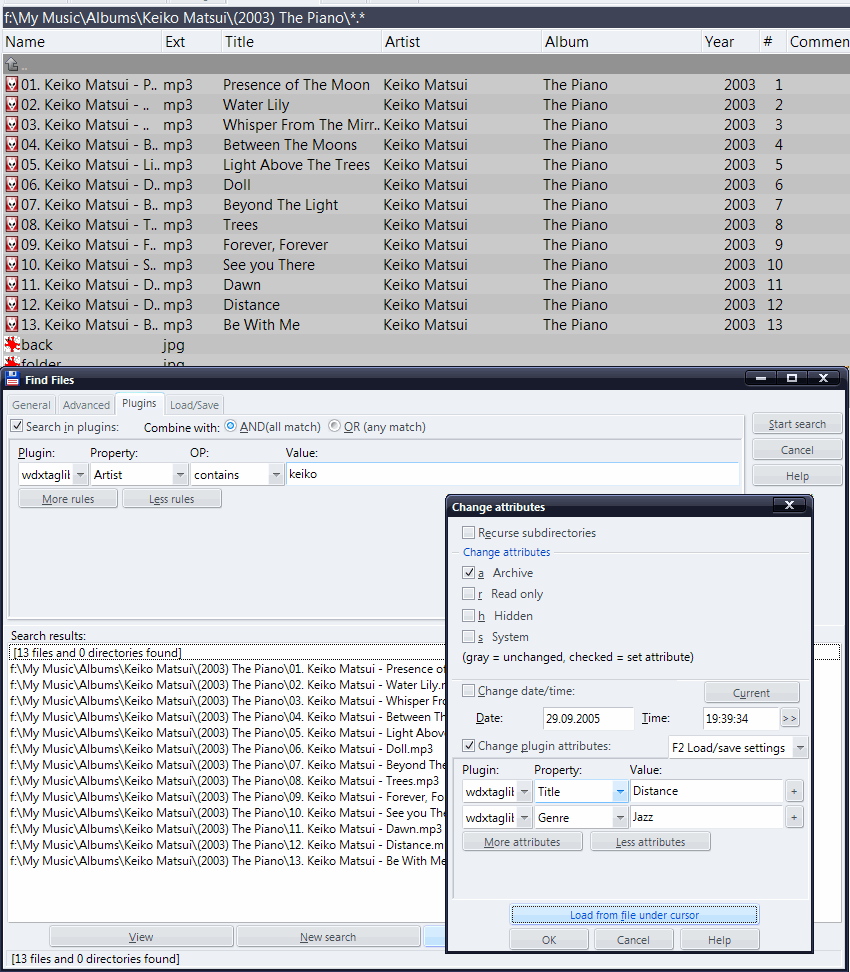 f:\My Music\Albums\Keiko Matsui\(2003) The Piano\*.*
Name Ext Title Artist Album Year # Commen
..
01. Keiko Matsui - P.. mp3 Presence of The Moon Keiko Matsui The Piano 2003 1
02. Keiko Matsui - .. mp3 Water Lily Keiko Matsui The Piano 2003 2
03. Keiko Matsui - .. mp3 Whisper From The Mirr.. Keiko Matsui The Piano 2003 3
04. Keiko Matsui - B.. mp3 Between The Moons Keiko Matsui The Piano 2003 4
05. Keiko Matsui - Li.. mp3 Light Above The Trees Keiko Matsui The Piano 2003 5
06. Keiko Matsui - D.. mp3 Doll Keiko Matsui The Piano 2003 6
07. Keiko Matsui - B.. mp3 Beyond The Light Keiko Matsui The Piano 2003 7
08. Keiko Matsui - T.. mp3 Trees Keiko Matsui The Piano 2003 8
09. Keiko Matsui - F.. mp3 Forever, Forever Keiko Matsui The Piano 2003 9
10. Keiko Matsui - S.. mp3 See you There Keiko Matsui The Piano 2003 10
11. Keiko Matsui - D.. mp3 Dawn Keiko Matsui The Piano 2003 11
12. Keiko Matsui - D.. mp3 Distance Keiko Matsui The Piano 2003 12
13. Keiko Matsui - B.. mp3 Be With Me Keiko Matsui The Piano 2003 13
back jpg
folder jpg
Find Files
General Advanced Plugins Load/Save
Search in plugins: Combine with: AND(all match) OR (any match)
Start search
Cancel
Help
Plugin: Property: OP: Value:
wdxtaglil Artist contains keiko
More rules Less rules
Search results:
[13 files and 0 directories found]
f:\My Music\Albums\Keiko Matsui\(2003) The Piano\01. Keiko Matsui - Presence of
f:\My Music\Albums\Keiko Matsui\(2003) The Piano\02. Keiko Matsui - Water Lily.m
f:\My Music\Albums\Keiko Matsui\(2003) The Piano\03. Keiko Matsui - Whisper Fro
f:\My Music\Albums\Keiko Matsui\(2003) The Piano\04. Keiko Matsui - Between Th
f:\My Music\Albums\Keiko Matsui\(2003) The Piano\05. Keiko Matsui - Light Above
f:\My Music\Albums\Keiko Matsui\(2003) The Piano\06. Keiko Matsui - Doll.mp3
f:\My Music\Albums\Keiko Matsui\(2003) The Piano\07. Keiko Matsui - Beyond The
f:\My Music\Albums\Keiko Matsui\(2003) The Piano\08. Keiko Matsui - Trees.mp3
f:\My Music\Albums\Keiko Matsui\(2003) The Piano\09. Keiko Matsui - Forever, Fo
f:\My Music\Albums\Keiko Matsui\(2003) The Piano\10. Keiko Matsui - See you The
f:\My Music\Albums\Keiko Matsui\(2003) The Piano\11. Keiko Matsui - Dawn.mp3
f:\My Music\Albums\Keiko Matsui\(2003) The Piano\12. Keiko Matsui - Distance.m
f:\My Music\Albums\Keiko Matsui\(2003) The Piano\13. Keiko Matsui - Be With Me
View New search
[13 files and 0 directories found]
Change attributes
Recurse subdirectories
Change attributes
a Archive
r Read only
h Hidden
s System
(gray = unchanged, checked = set attribute)
Change date/time: Current
Date: 29.09.2005 Time: 19:39:34 >>
Change plugin attributes: F2 Load/save settings
Plugin: Property: Value:
wdxtaglil Title Distance +
wdxtaglil Genre Jazz +
More attributes Less attributes
Load from file under cursor
OK Cancel Help